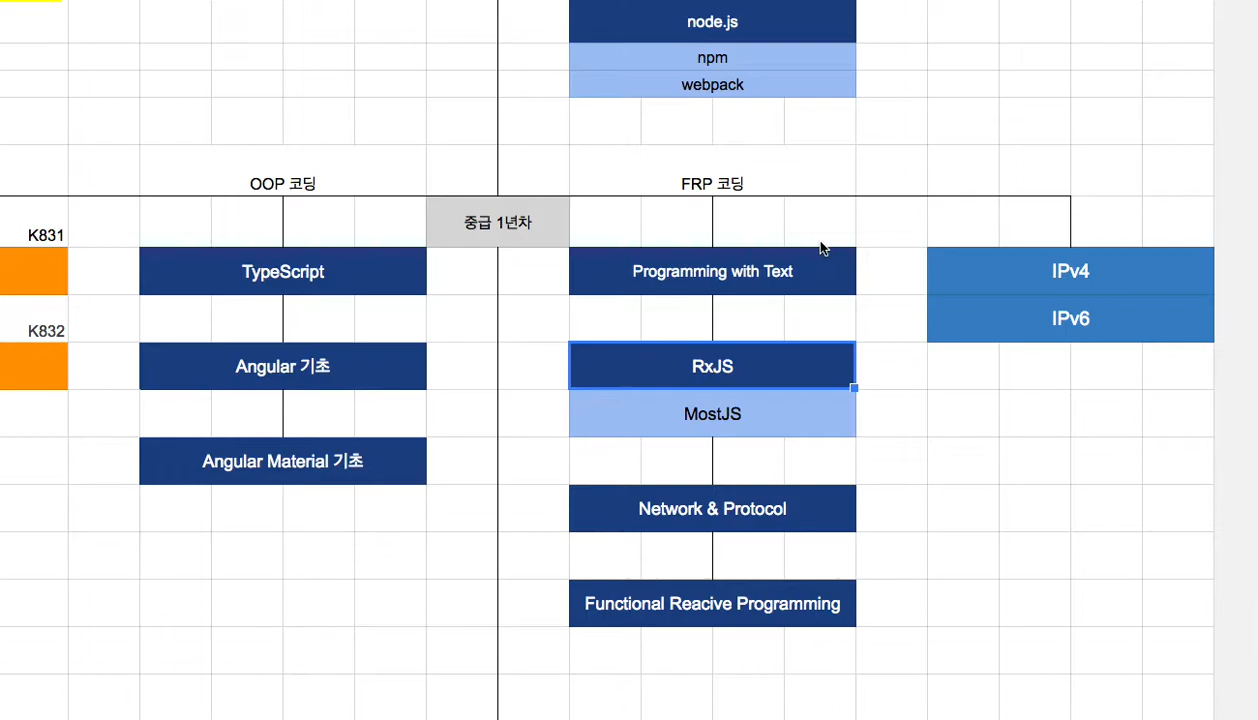 node.js
npm
webpack
OOP 코딩
FRP 코딩
중급 1년차
K831
TypeScript
Programming with Text
IPv4
IPv6
K832
Angular 기초
RxJS
MostJS
Angular Material 기초
Network & Protocol
Functional Reacive Programming